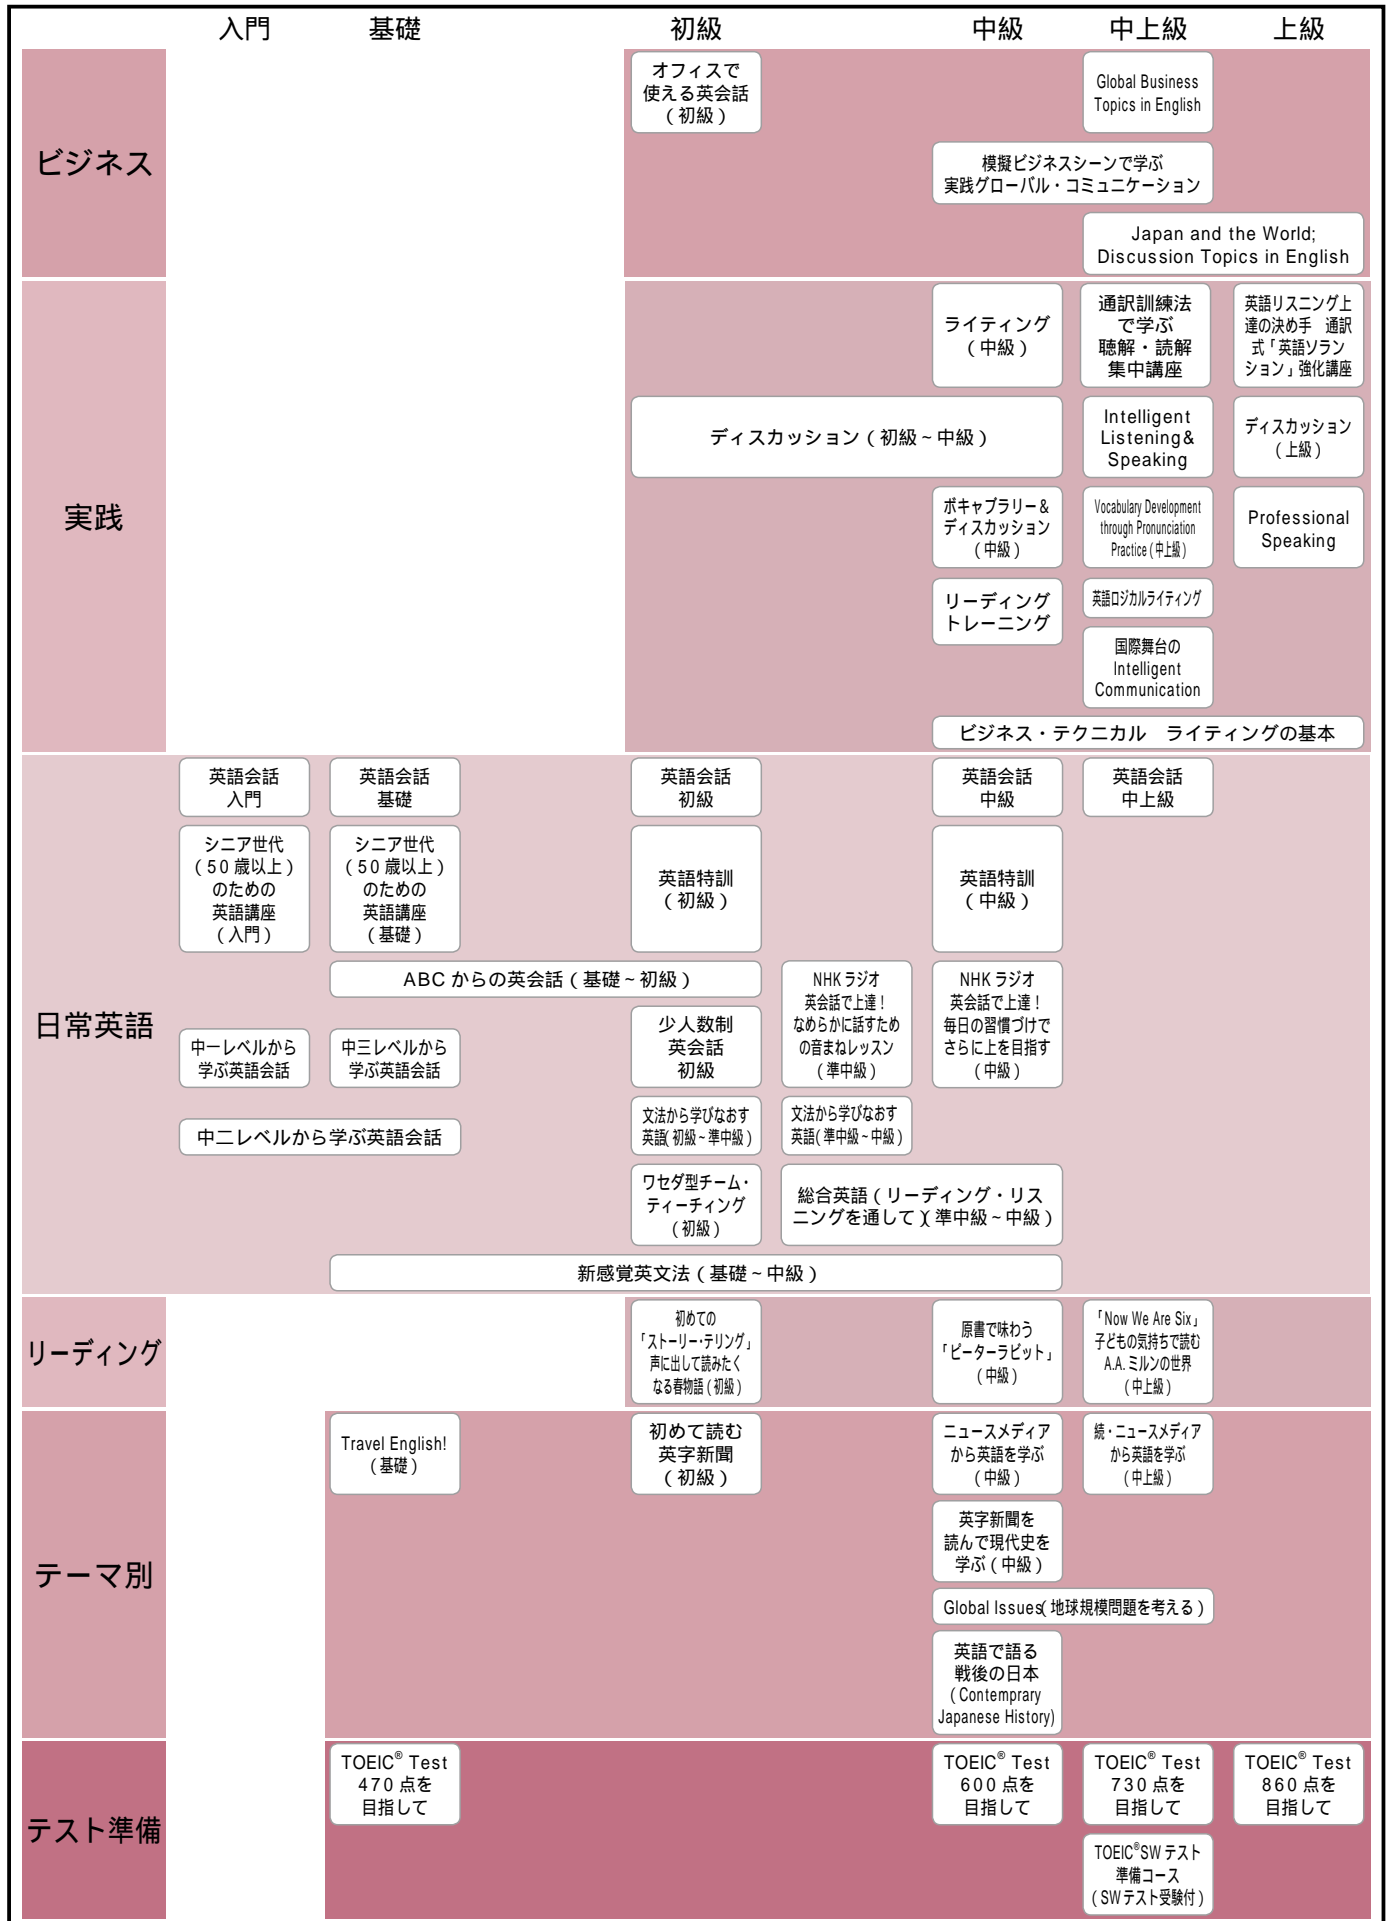 入門 基礎 初級 中級 中上級 上級
ビジネス
オフィスで
使える英会話
（初級）
Global Business
Topics in English
模擬ビジネスシーンで学ぶ
実践グローバル・コミュニケーション
Japan and the World;
Discussion Topics in English
実践
ライティング
（中級）
通訳訓練法
で学ぶ
聴解・読解
集中講座
英語リスニング上
達の決め手　通訳
式「英語ソラン
ション」強化講座
ディスカッション（初級～中級）
Intelligent
Listening&
Speaking
ディスカッション
（上級）
ボキャブラリー&
ディスカッション
（中級）
Vocabulary Development
through Pronunciation
Practice（中上級）
Professional
Speaking
リーディング
トレーニング
英語ロジカルライティング
国際舞台の
Intelligent
Communication
ビジネス・テクニカル　ライティングの基本
日常英語
英語会話
入門
英語会話
基礎
英語会話
初級
英語会話
中級
英語会話
中上級
シニア世代
（50歳以上）
のための
英語講座
（入門）
シニア世代
（50歳以上）
のための
英語講座
（基礎）
英語特訓
（初級）
英語特訓
（中級）
ABCからの英会話（基礎～初級）
NHKラジオ
英会話で上達！
なめらかに話すため
の音まねレッスン
（準中級）
NHKラジオ
英会話で上達！
毎日の習慣づけで
さらに上を目指す
（中級）
少人数制
英会話
初級
中一レベルから
学ぶ英語会話
中三レベルから
学ぶ英語会話
中二レベルから学ぶ英語会話
文法から学びなおす
英語（初級～準中級）
文法から学びなおす
英語（準中級～中級）
ワセダ型チーム・
ティーチィング
（初級）
総合英語（リーディング・リス
ニングを通して）（準中級～中級）
新感覚英文法（基礎～中級）
リーディング
初めての
「ストーリー・テリング」
声に出して読みたく
なる春物語（初級）
原書で味わう
「ピーターラビット」
（中級）
「Now We Are Six」
子どもの気持ちで読む
A.A.ミルンの世界
（中上級）
テーマ別
Travel English!
（基礎）
初めて読む
英字新聞
（初級）
ニュースメディア
から英語を学ぶ
（中級）
続・ニュースメディア
から英語を学ぶ
（中上級）
英字新聞を
読んで現代史を
学ぶ（中級）
Global Issues（地球規模問題を考える）
英語で語る
戦後の日本
（Contemprary
Japanese History)
テスト準備
TOEIC® Test
470点を
目指して
TOEIC® Test
600点を
目指して
TOEIC® Test
730点を
目指して
TOEIC® Test
860点を
目指して
TOEIC®SWテスト
準備コース
（SWテスト受験付）